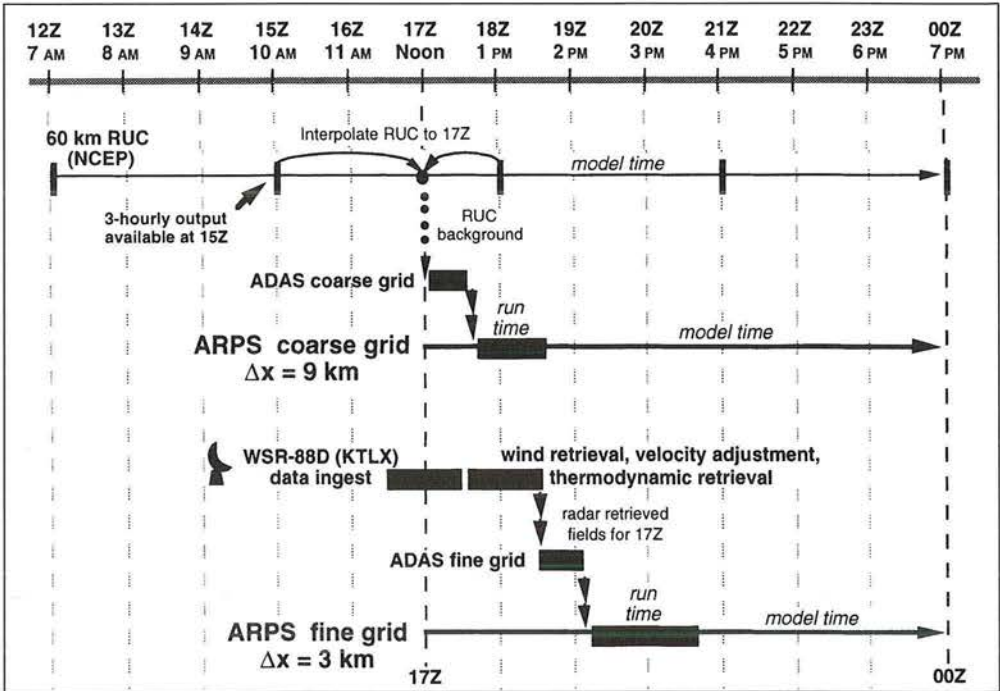 12Z 13Z 14Z 15Z 16Z 17Z 18Z 19Z 20Z 21Z 22Z 23Z 00Z
7 AM 8 AM 9 AM 10 AM 11 AM Noon 1 PM 2 PM 3 PM 4 PM 5 PM 6 PM 7 PM
60 km RUC
(NCEP)
Interpolate RUC to 17Z
model time
3-hourly output
available at 15Z
RUC
background
ADAS coarse grid
run
time
ARPS coarse grid
Δx = 9 km
model time
WSR-88D (KTLX)
data ingest
wind retrieval, velocity adjustment,
thermodynamic retrieval
radar retrieved
fields for 17Z
ADAS fine grid
run
time
ARPS fine grid
Δx = 3 km
model time
17Z
00Z